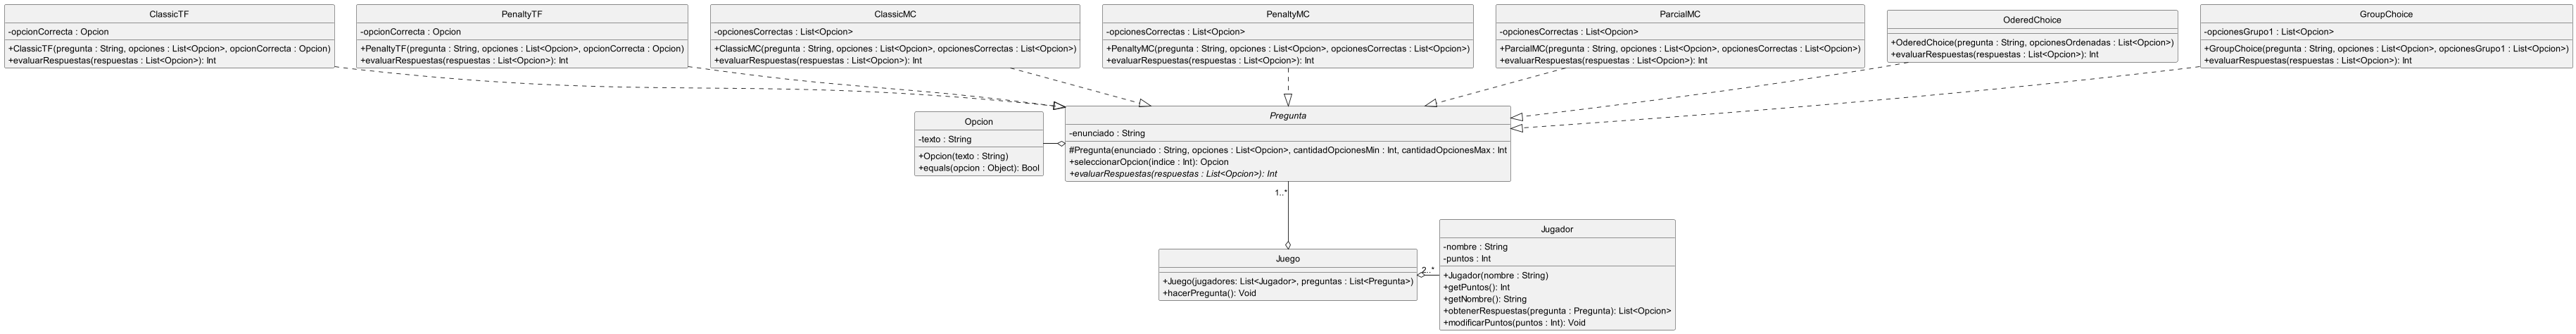 ClassicTF
-opcionCorrecta : Opcion
+ClassicTF(pregunta : String, opciones : List<Opcion>, opcionCorrecta : Opcion)
+evaluarRespuestas(respuestas : List<Opcion>): Int
PenaltyTF
-opcionCorrecta : Opcion
+PenaltyTF(pregunta : String, opciones : List<Opcion>, opcionCorrecta : Opcion)
+evaluarRespuestas(respuestas : List<Opcion>): Int
ClassicMC
-opcionesCorrectas : List<Opcion>
+ClassicMC(pregunta : String, opciones : List<Opcion>, opcionesCorrectas : List<Opcion>)
+evaluarRespuestas(respuestas : List<Opcion>): Int
PenaltyMC
-opcionesCorrectas : List<Opcion>
+PenaltyMC(pregunta : String, opciones : List<Opcion>, opcionesCorrectas : List<Opcion>)
+evaluarRespuestas(respuestas : List<Opcion>): Int
ParcialMC
-opcionesCorrectas : List<Opcion>
+ParcialMC(pregunta : String, opciones : List<Opcion>, opcionesCorrectas : List<Opcion>)
+evaluarRespuestas(respuestas : List<Opcion>): Int
OderedChoice
+OderedChoice(pregunta : String, opcionesOrdenadas : List<Opcion>)
+evaluarRespuestas(respuestas : List<Opcion>): Int
GroupChoice
-opcionesGrupo1 : List<Opcion>
+GroupChoice(pregunta : String, opciones : List<Opcion>, opcionesGrupo1 : List<Opcion>)
+evaluarRespuestas(respuestas : List<Opcion>): Int
Opcion
-texto : String
+Opcion(texto : String)
+equals(opcion : Object): Bool
Pregunta
-enunciado : String
#Pregunta(enunciado : String, opciones : List<Opcion>, cantidadOpcionesMin : Int, cantidadOpcionesMax : Int
+seleccionarOpcion(indice : Int): Opcion
+evaluarRespuestas(respuestas : List<Opcion>): Int
1..*
Juego
+Juego(jugadores: List<Jugador>, preguntas : List<Pregunta>)
+hacerPregunta(): Void
2..*
Jugador
-nombre : String
-puntos : Int
+Jugador(nombre : String)
+getPuntos(): Int
+getNombre(): String
+obtenerRespuestas(pregunta : Pregunta): List<Opcion>
+modificarPuntos(puntos : Int): Void